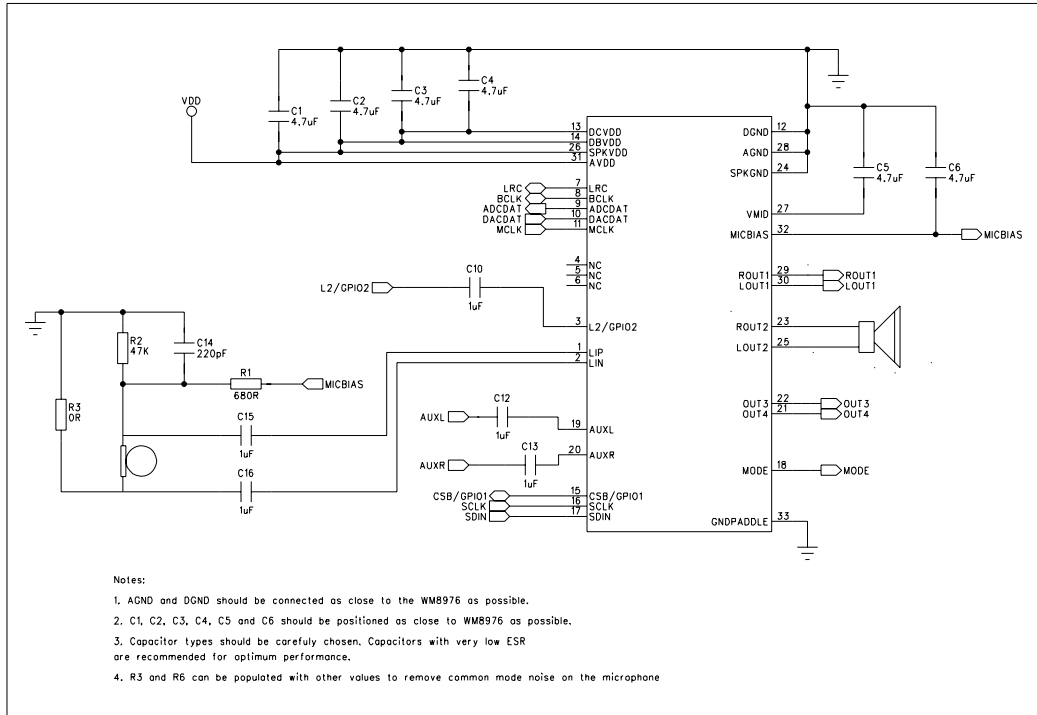 VDD
C1
4.7uF
C2
4.7uF
C3
4.7uF
C4
4.7uF
13 DCVDD
14 DBVDD
26 SPKVDD
31 AVDD
LRC 7 LRC
BCLK 8 BCLK
ADCDAT 9 ADCDAT
DACDAT 10 DACDAT
MCLK 11 MCLK
4 NC
5 NC
6 NC
L2/GPIO2
C10
1uF
3 L2/GPIO2
1 LIP
2 LIN
R2
47K
C14
220pF
R1
680R
MICBIAS
R3
0R
C15
1uF
C16
1uF
AUXL
C12
1uF
19 AUXL
AUXR
C13
1uF
20 AUXR
CSB/GPIO1 15 CSB/GPIO1
SCLK 16 SCLK
SDIN 17 SDIN
DGND 12
AGND 28
SPKGND 24
C5
4.7uF
C6
4.7uF
VMID 27
MICBIAS 32 MICBIAS
ROUT1 29 ROUT1
LOUT1 30 LOUT1
ROUT2 23
LOUT2 25
OUT3 22 OUT3
OUT4 21 OUT4
MODE 18 MODE
GNDPADDLE 33
Notes:
1. AGND and DGND should be connected as close to the WM8976 as possible.
2. C1, C2, C3, C4, C5 and C6 should be positioned as close to WM8976 as possible.
3. Capacitor types should be carefuly chosen. Capacitors with very low ESR
are recommended for optimum performance.
4. R3 and R6 can be populated with other values to remove common mode noise on the microphone